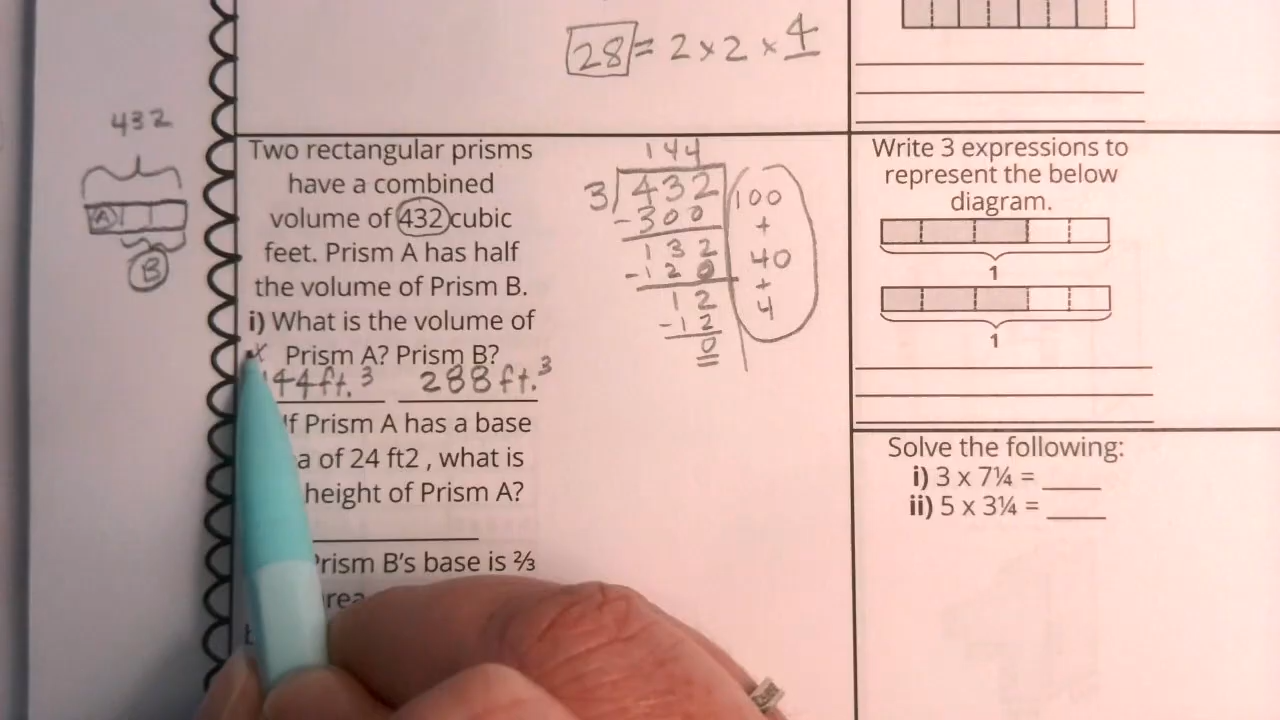 28 = 2 x 2 x 4
432
A
B
Two rectangular prisms
have a combined
volume of 432 cubic
feet. Prism A has half
the volume of Prism B.
i) What is the volume of
Prism A? Prism B?
44ft.³ 288ft.³
If Prism A has a base
of 24 ft2 , what is
height of Prism A?
Prism B's base is ⅔
144
3 432
-300
132
-120
12
-12
0
100
+
40
+
4
Write 3 expressions to
represent the below
diagram.
1
1
Solve the following:
i) 3 x 7¼ = ____
ii) 5 x 3¼ = ____